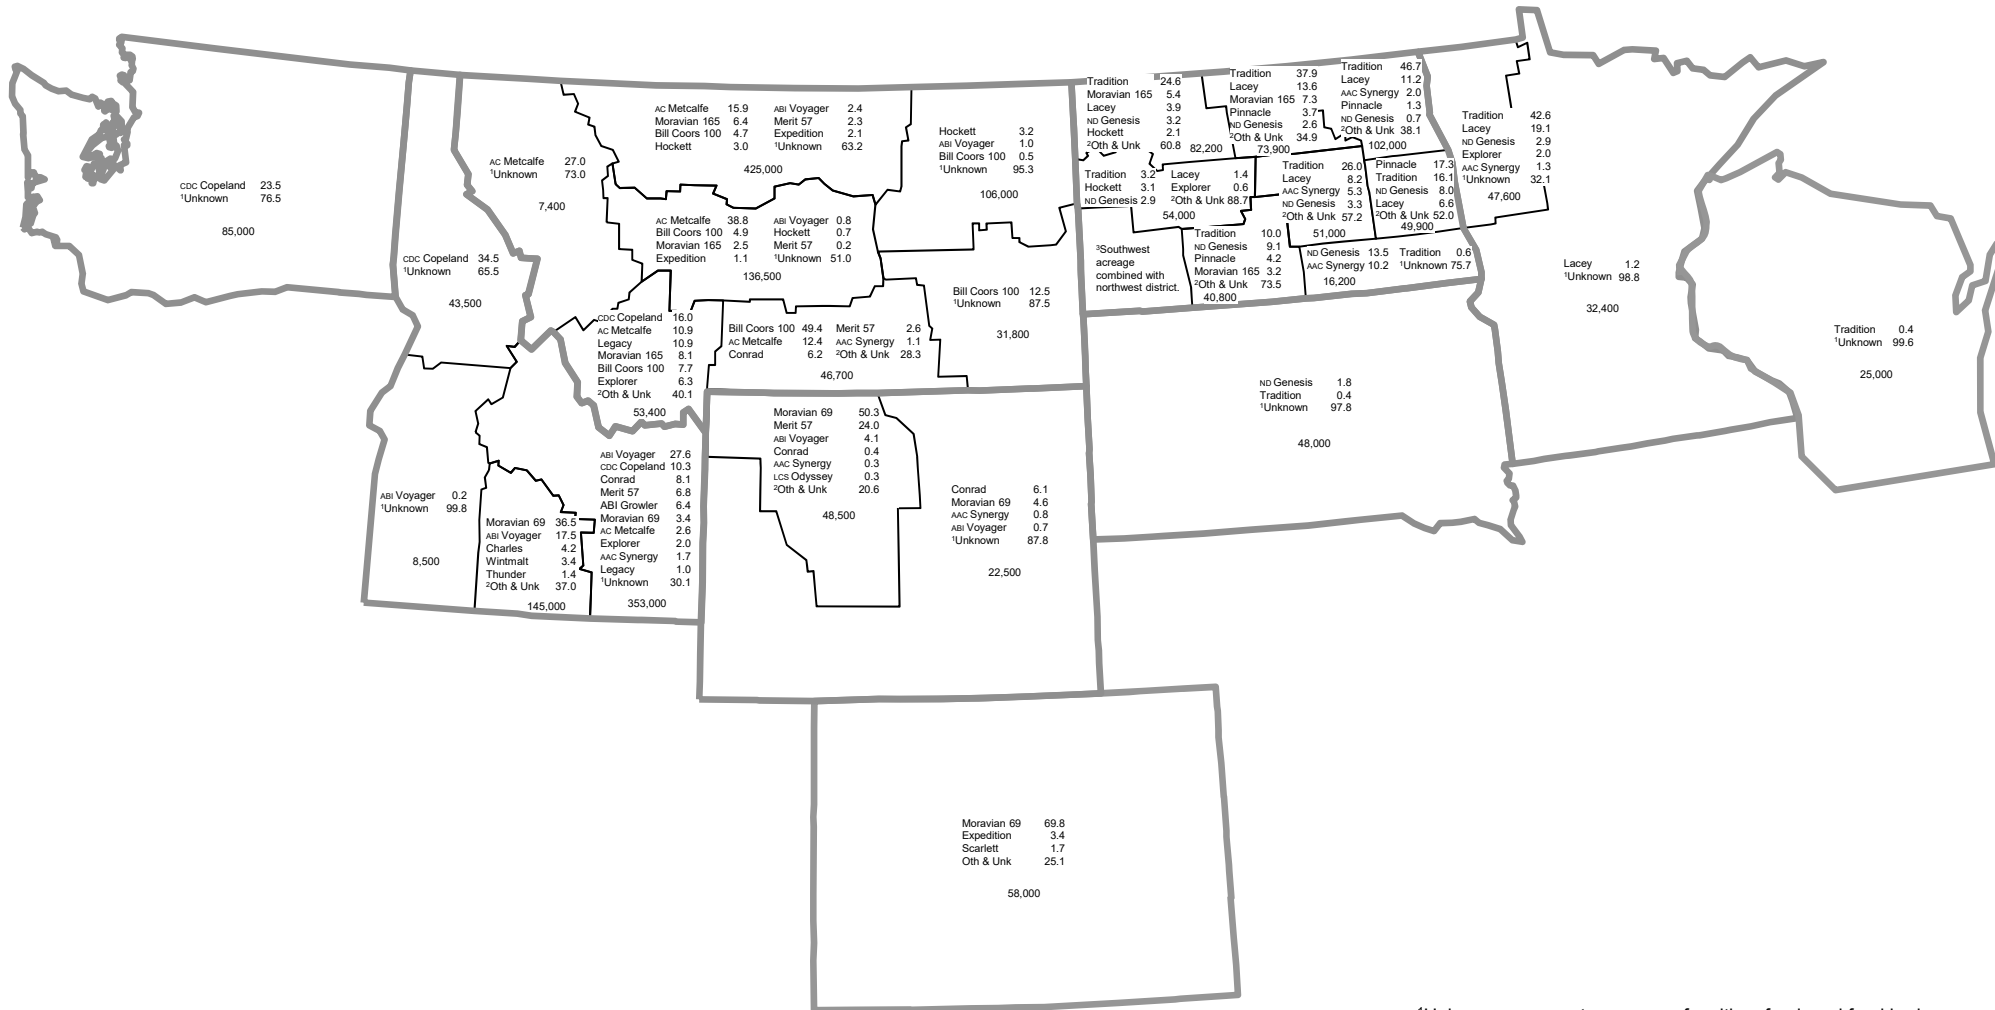 CDC Copeland 23.5
¹Unknown 76.5
85,000
CDC Copeland 34.5
¹Unknown 65.5
43,500
ABI Voyager 0.2
¹Unknown 99.8
8,500
Moravian 69 36.5
ABI Voyager 17.5
Charles 4.2
Wintmalt 3.4
Thunder 1.4
²Oth & Unk 37.0
145,000
ABI Voyager 27.6
CDC Copeland 10.3
Conrad 8.1
Merit 57 6.8
ABI Growler 6.4
Moravian 69 3.4
AC Metcalfe 2.6
Explorer 2.0
AAC Synergy 1.7
Legacy 1.0
¹Unknown 30.1
353,000
AC Metcalfe 27.0
¹Unknown 73.0
7,400
AC Metcalfe 15.9 ABI Voyager 2.4
Moravian 165 6.4 Merit 57 2.3
Bill Coors 100 4.7 Expedition 2.1
Hockett 3.0 ¹Unknown 63.2
425,000
Hockett 3.2
ABI Voyager 1.0
Bill Coors 100 0.5
¹Unknown 95.3
106,000
AC Metcalfe 38.8 ABI Voyager 0.8
Bill Coors 100 4.9 Hockett 0.7
Moravian 165 2.5 Merit 57 0.2
Expedition 1.1 ¹Unknown 51.0
136,500
CDC Copeland 16.0
AC Metcalfe 10.9
Legacy 10.9
Moravian 165 8.1
Bill Coors 100 7.7
Explorer 6.3
²Oth & Unk 40.1
53,400
Bill Coors 100 49.4 Merit 57 2.6
AC Metcalfe 12.4 AAC Synergy 1.1
Conrad 6.2 ²Oth & Unk 28.3
46,700
Bill Coors 100 12.5
¹Unknown 87.5
31,800
Moravian 69 50.3
Merit 57 24.0
ABI Voyager 4.1
Conrad 0.4
AAC Synergy 0.3
LCS Odyssey 0.3
²Oth & Unk 20.6
48,500
Conrad 6.1
Moravian 69 4.6
AAC Synergy 0.8
ABI Voyager 0.7
¹Unknown 87.8
22,500
Moravian 69 69.8
Expedition 3.4
Scarlett 1.7
Oth & Unk 25.1
58,000
Tradition 24.6
Moravian 165 5.4
Lacey 3.9
ND Genesis 3.2
Hockett 2.1
²Oth & Unk 60.8
82,200
Tradition 37.9
Lacey 13.6
Moravian 165 7.3
Pinnacle 3.7
ND Genesis 2.6
²Oth & Unk 34.9
73,900
Tradition 46.7
Lacey 11.2
AAC Synergy 2.0
Pinnacle 1.3
ND Genesis 0.7
²Oth & Unk 38.1
102,000
Tradition 3.2 Lacey 1.4
Hockett 3.1 Explorer 0.6
ND Genesis 2.9 ²Oth & Unk 88.7
54,000
Tradition 26.0
Lacey 8.2
AAC Synergy 5.3
ND Genesis 3.3
²Oth & Unk 57.2
51,000
Pinnacle 17.3
Tradition 16.1
ND Genesis 8.0
Lacey 6.6
²Oth & Unk 52.0
49,900
³Southwest
acreage
combined with
northwest district.
Tradition 10.0
ND Genesis 9.1
Pinnacle 4.2
Moravian 165 3.2
²Oth & Unk 73.5
40,800
ND Genesis 13.5 Tradition 0.6
AAC Synergy 10.2 ¹Unknown 75.7
16,200
Tradition 42.6
Lacey 19.1
ND Genesis 2.9
Explorer 2.0
AAC Synergy 1.3
¹Unknown 32.1
47,600
Lacey 1.2
¹Unknown 98.8
32,400
ND Genesis 1.8
Tradition 0.4
¹Unknown 97.8
48,000
Tradition 0.4
¹Unknown 99.6
25,000